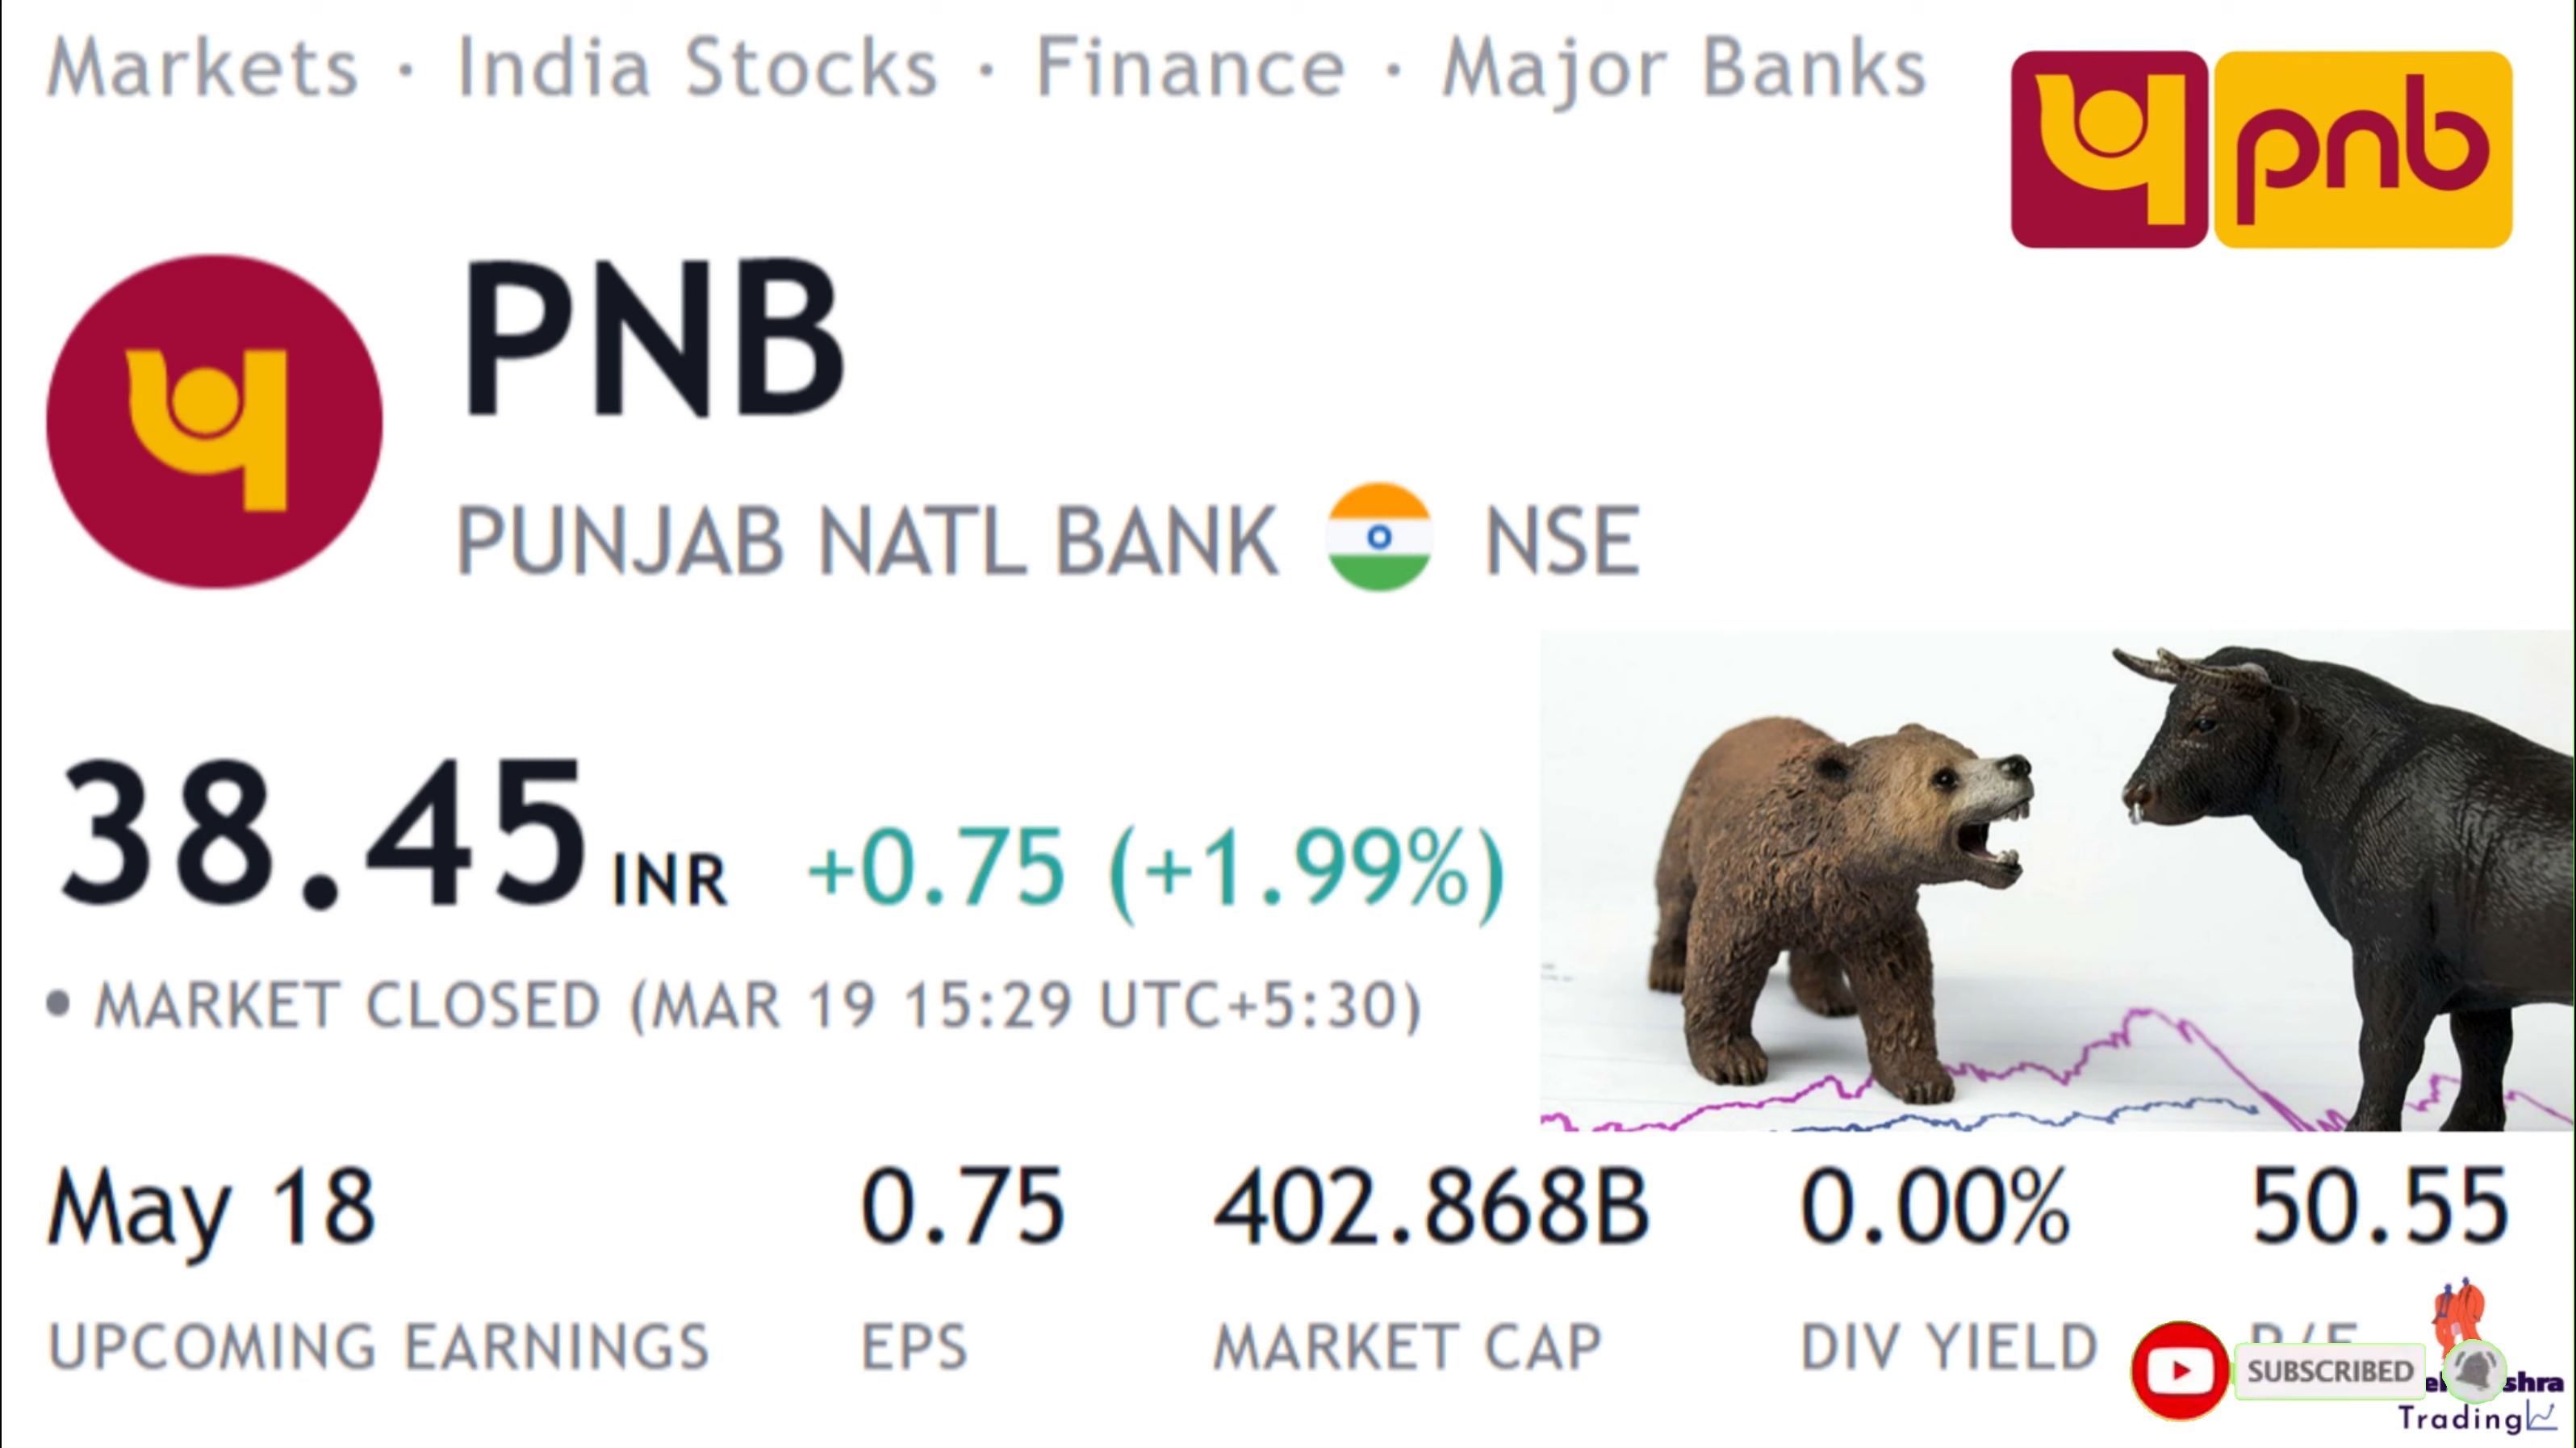 Markets · India Stocks · Finance · Major Banks
pnb
PNB
PUNJAB NATL BANK NSE
38.45 INR +0.75 (+1.99%)
• MARKET CLOSED (MAR 19 15:29 UTC+5:30)
May 18 0.75 402.868B 0.00% 50.55
UPCOMING EARNINGS EPS MARKET CAP DIV YIELD
SUBSCRIBED
Trading